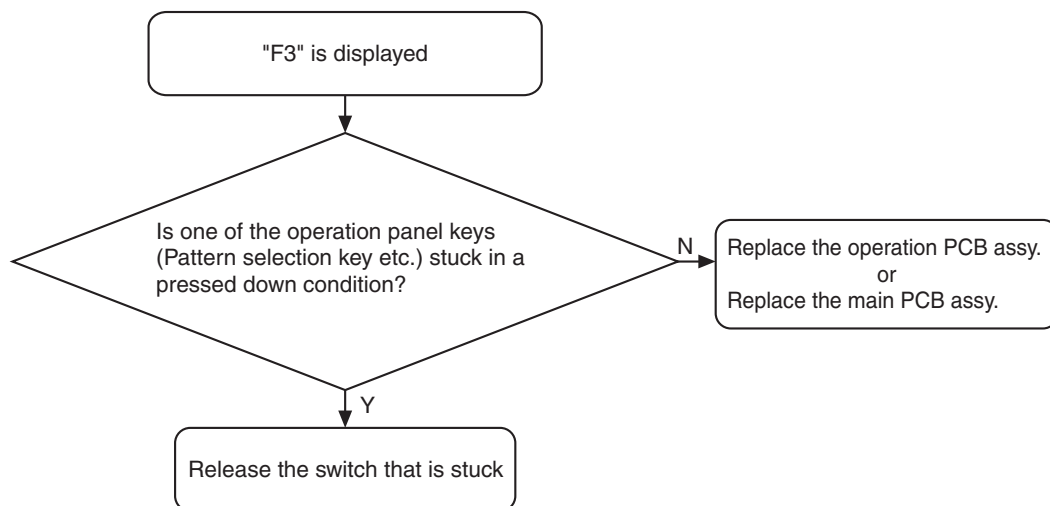 "F3" is displayed
Is one of the operation panel keys
(Pattern selection key etc.) stuck in a
pressed down condition?
N
Replace the operation PCB assy.
or
Replace the main PCB assy.
Y
Release the switch that is stuck